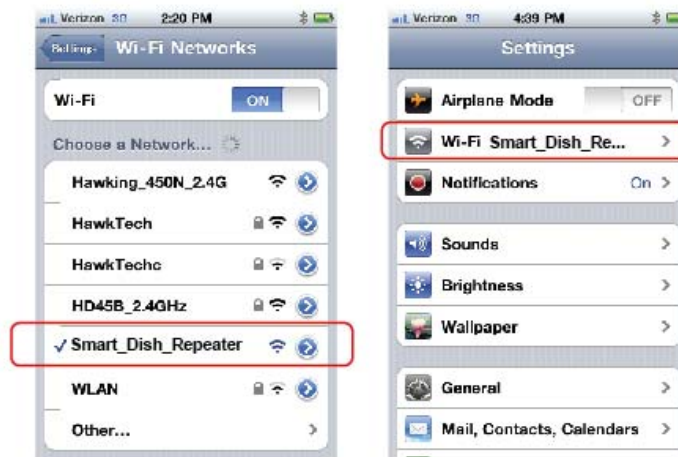 Verizon 3G 2:20 PM
Settings Wi-Fi Networks
Wi-Fi ON
Choose a Network...
Hawking_450N_2.4G
HawkTech
HawkTechc
HD45B_2.4GHz
✓ Smart_Dish_Repeater
WLAN
Other...
Verizon 3G 4:39 PM
Settings
Airplane Mode OFF
Wi-Fi Smart_Dish_Re...
Notifications On
Sounds
Brightness
Wallpaper
General
Mail, Contacts, Calendars